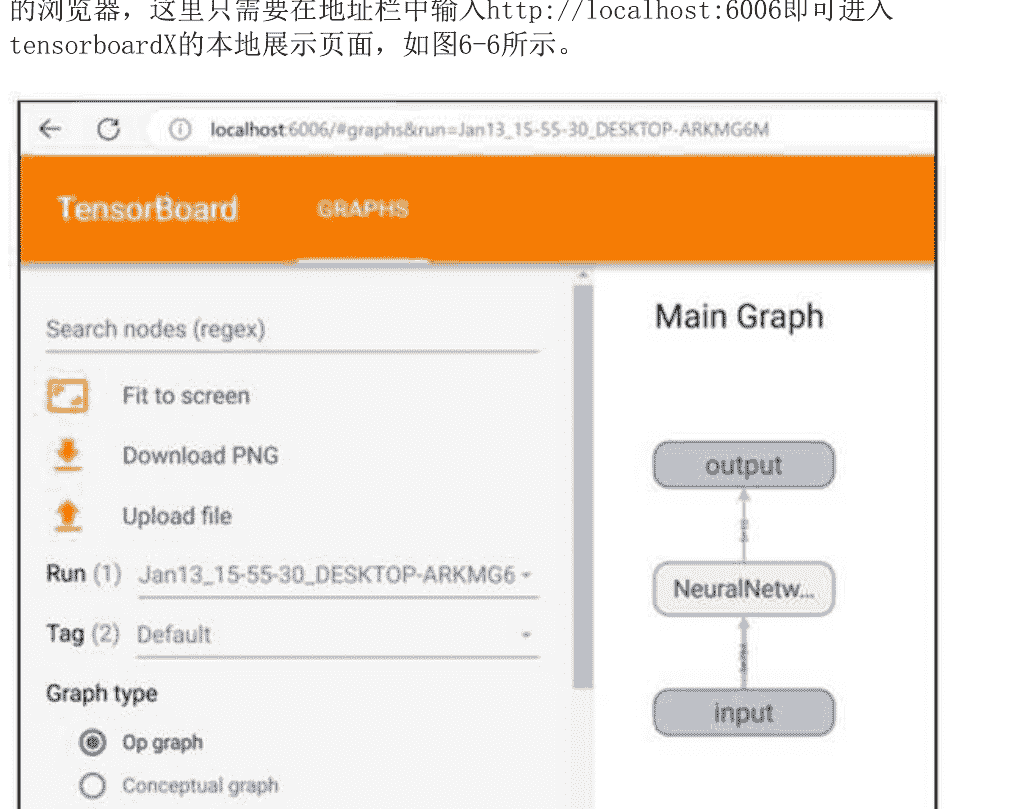 的浏览器，这里只需要在地址栏中输入http://localhost:6006即可进入
tensorboardX的本地展示页面，如图6-6所示。
localhost:6006/#graphs&run=Jan13_15-55-30_DESKTOP-ARKMG6M
TensorBoard GRAPHS
Search nodes (regex)
Fit to screen
Download PNG
Upload file
Run (1) Jan13_15-55-30_DESKTOP-ARKMG6
Tag (2) Default
Graph type
Op graph
Conceptual graph
Main Graph
output
NeuralNetw...
input